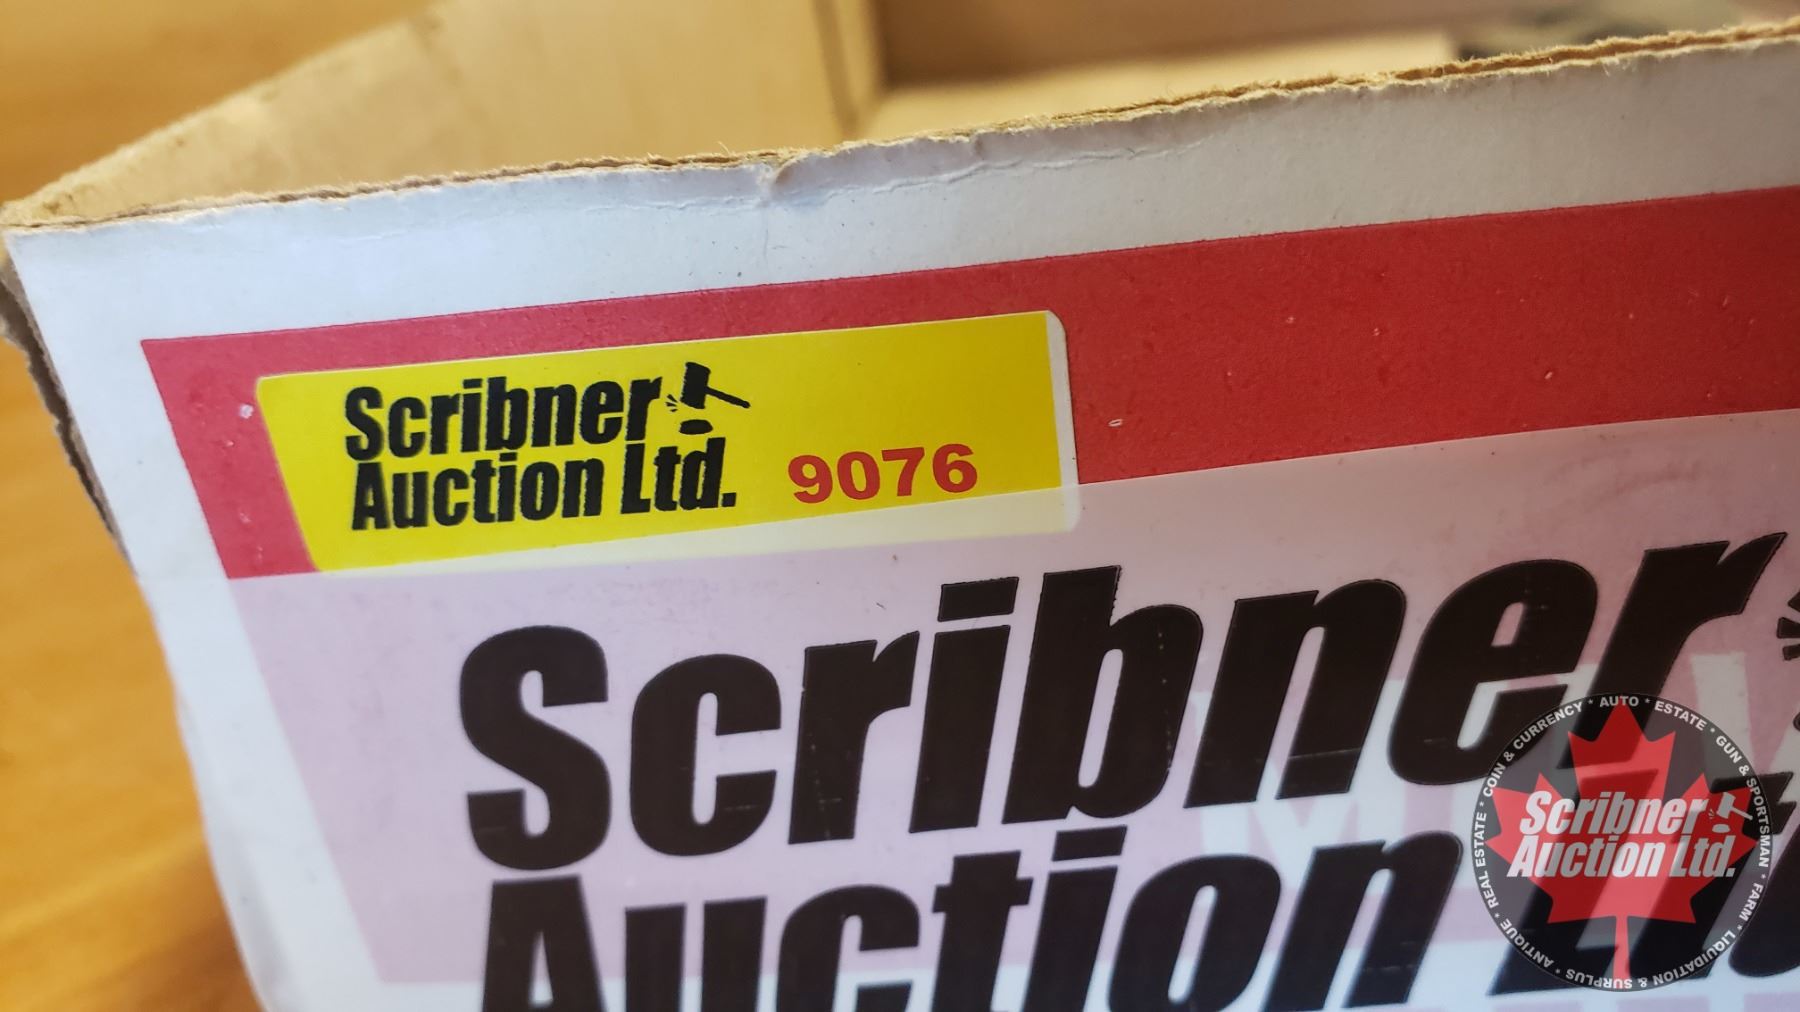 Scribner
Auction Ltd.
9076
Scribner
Auction Ltd.
COIN & CURRENCY * AUTO * ESTATE * GUN & SPORTSMAN * FARM * LIQUIDATION & SURPLUS * ANTIQUE * REAL ESTATE *
Scribner
Auction Ltd.